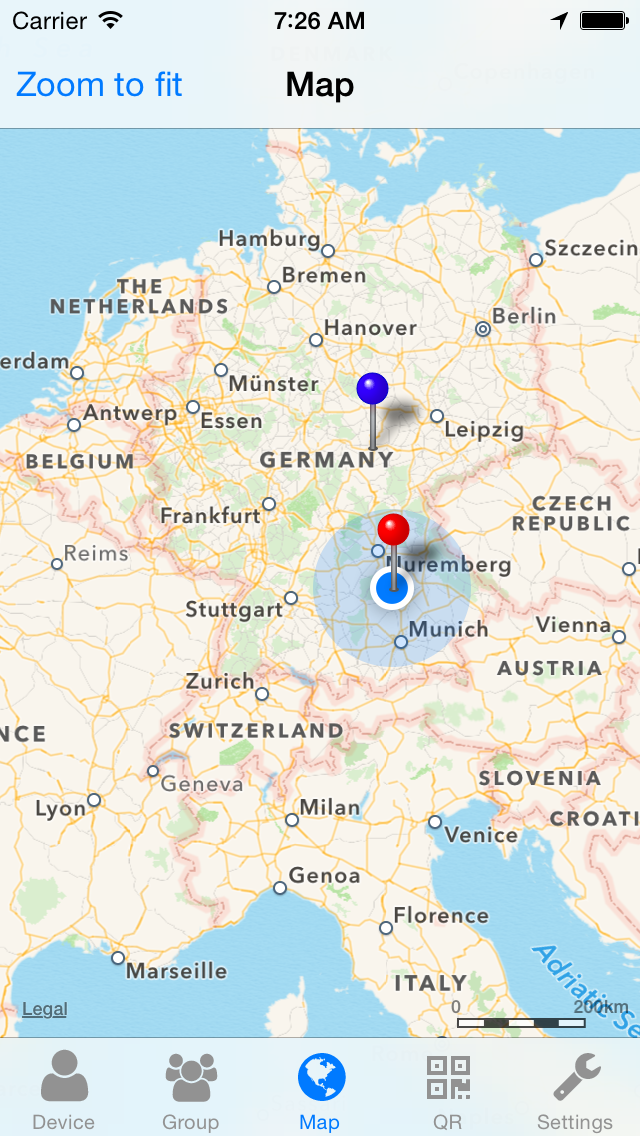 Carrier 7:26 AM
Zoom to fit Map
Hamburg
Szczecin
Bremen
THE
NETHERLANDS
Berlin
Hanover
erdam
Münster
Antwerp
Essen
Leipzig
BELGIUM
GERMANY
CZECH
REPUBLIC
Frankfurt
Reims
Nuremberg
Stuttgart
Vienna
Munich
AUSTRIA
Zurich
NCE
SWITZERLAND
SLOVENIA
Geneva
Lyon
Milan
CROATI
Venice
Genoa
Florence
Marseille
ITALY
Adriatic Se
Legal
0 200km
Device Group Map QR Settings